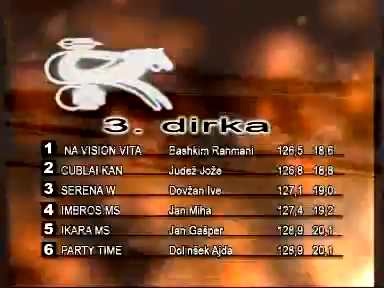 3. dirka
1 NA VISION VITA Bashkim Rahmani 126,5 18,6
2 CUBLAI KAN Judež Jože 126,8 18,8
3 SERENA W Dovžan Ive 127,1 19,0
4 IMBROS MS Jan Miha 127,4 19,2
5 IKARA MS Jan Gašper 128,9 20,1
6 PARTY TIME Dolinšek Ajda 128,9 20,1